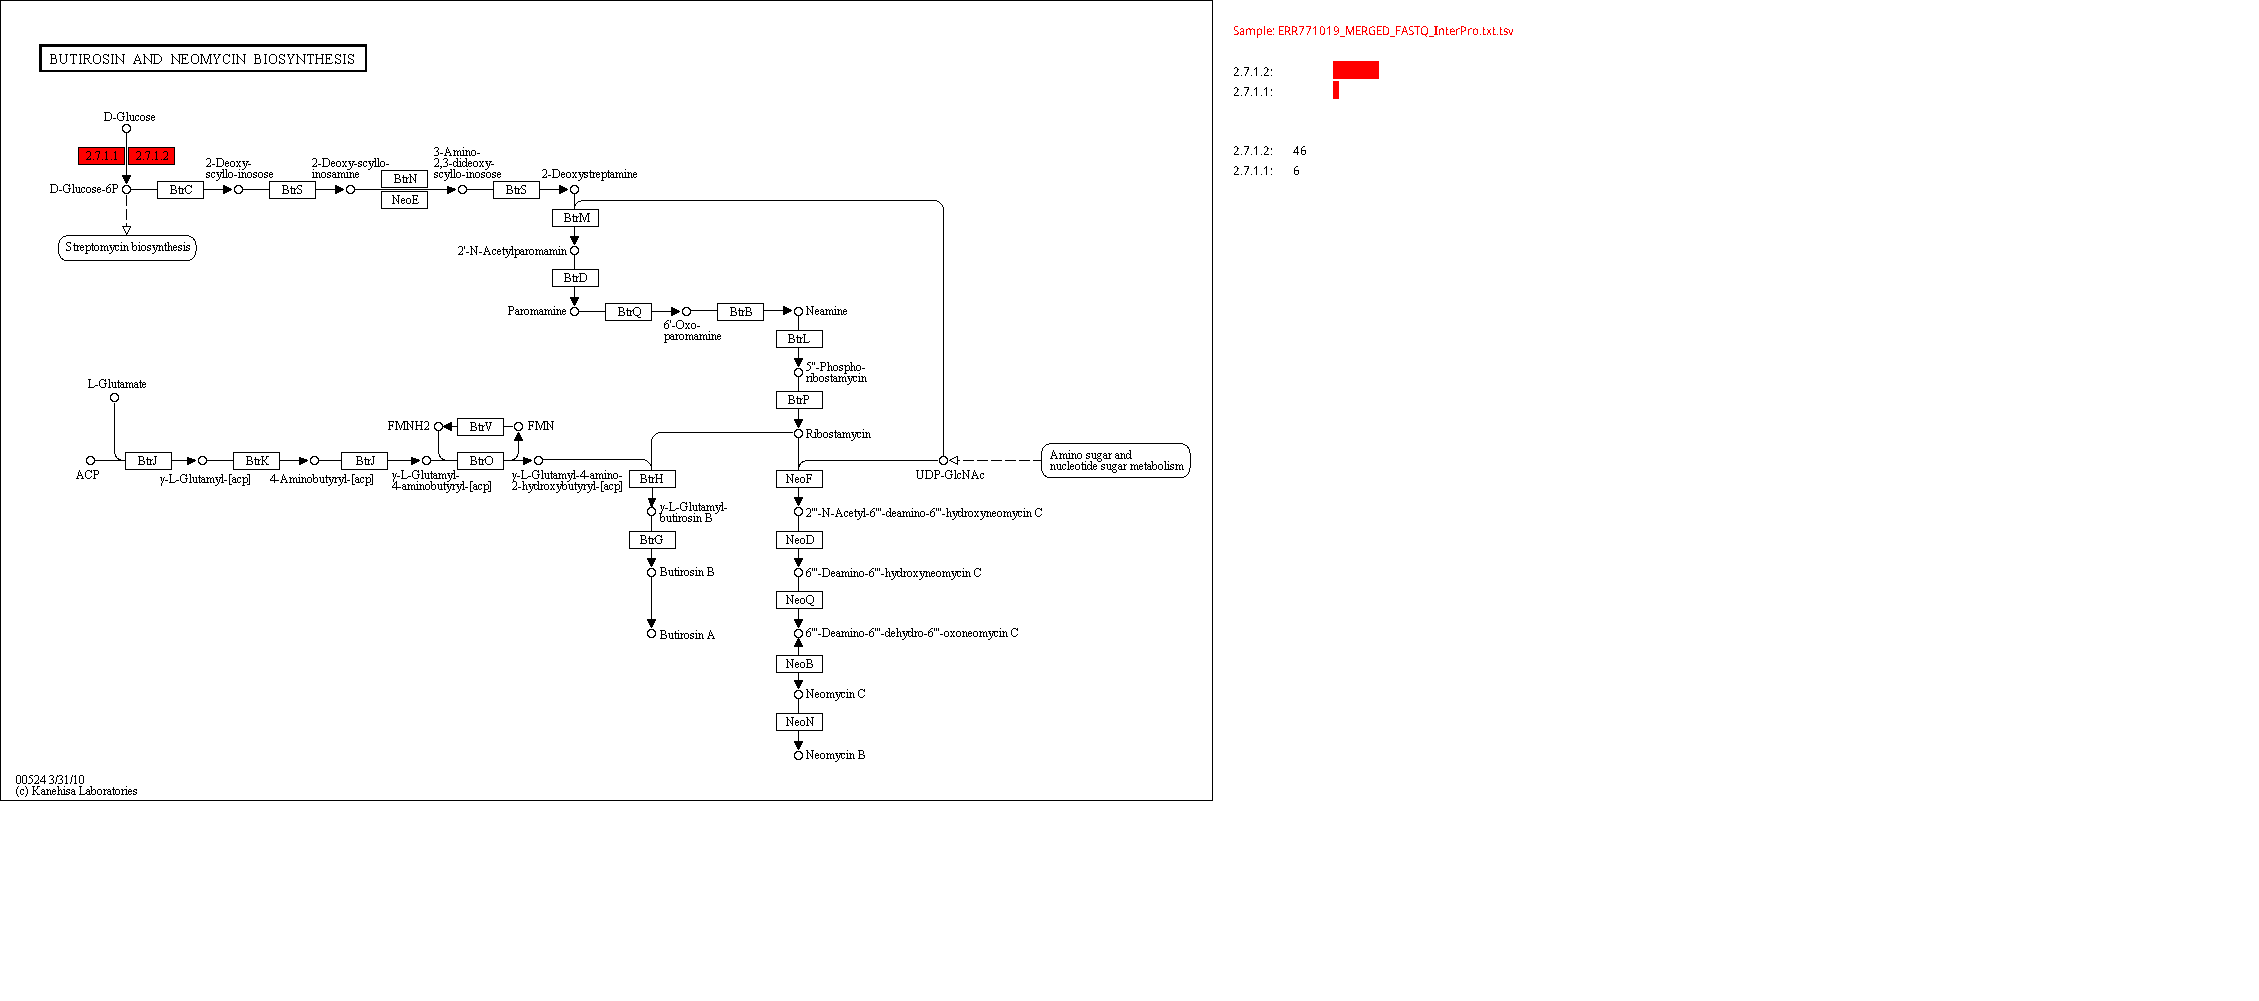 BUTIROSIN AND NEOMYCIN BIOSYNTHESIS
Sample: ERR771019_MERGED_FASTQ_InterPro.txt.tsv
2.7.1.2:
2.7.1.1:
2.7.1.2: 46
2.7.1.1: 6
D-Glucose
2.7.1.1
2.7.1.2
D-Glucose-6P
BtrC
2-Deoxy-
scyllo-inosose
BtrS
2-Deoxy-scyllo-
inosamine
BtrN
NeoE
3-Amino-
2,3-dideoxy-
scyllo-inosose
BtrS
2-Deoxystreptamine
Streptomycin biosynthesis
BtrM
2'-N-Acetylparomamin
BtrD
Paromamine
BtrQ
6'-Oxo-
paromamine
BtrB
Neamine
BtrL
5''-Phospho-
ribostamycin
BtrP
Ribostamycin
L-Glutamate
FMNH2
BtrV
FMN
ACP
BtrJ
γ-L-Glutamyl-[acp]
BtrK
4-Aminobutyryl-[acp]
BtrJ
γ-L-Glutamyl-
4-aminobutyryl-[acp]
BtrO
γ-L-Glutamyl-4-amino-
2-hydroxybutyryl-[acp]
BtrH
NeoF
UDP-GlcNAc
Amino sugar and
nucleotide sugar metabolism
γ-L-Glutamyl-
butirosin B
2'''-N-Acetyl-6'''-deamino-6'''-hydroxyneomycin C
BtrG
NeoD
Butirosin B
6'''-Deamino-6'''-hydroxyneomycin C
NeoQ
Butirosin A
6'''-Deamino-6'''-dehydro-6'''-oxoneomycin C
NeoB
Neomycin C
NeoN
Neomycin B
00524 3/31/10
(c) Kanehisa Laboratories